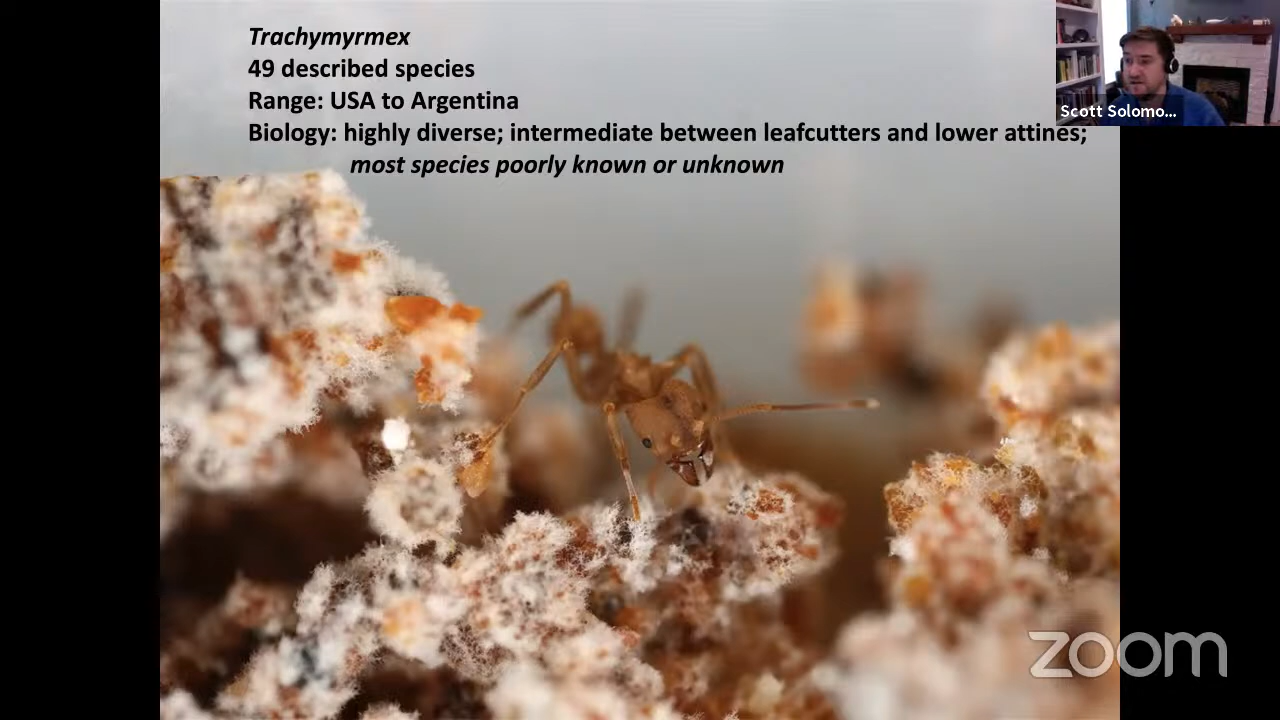 Trachymyrmex
49 described species
Range: USA to Argentina
Biology: highly diverse; intermediate between leafcutters and lower attines;
most species poorly known or unknown
Scott Solomo...
zoom